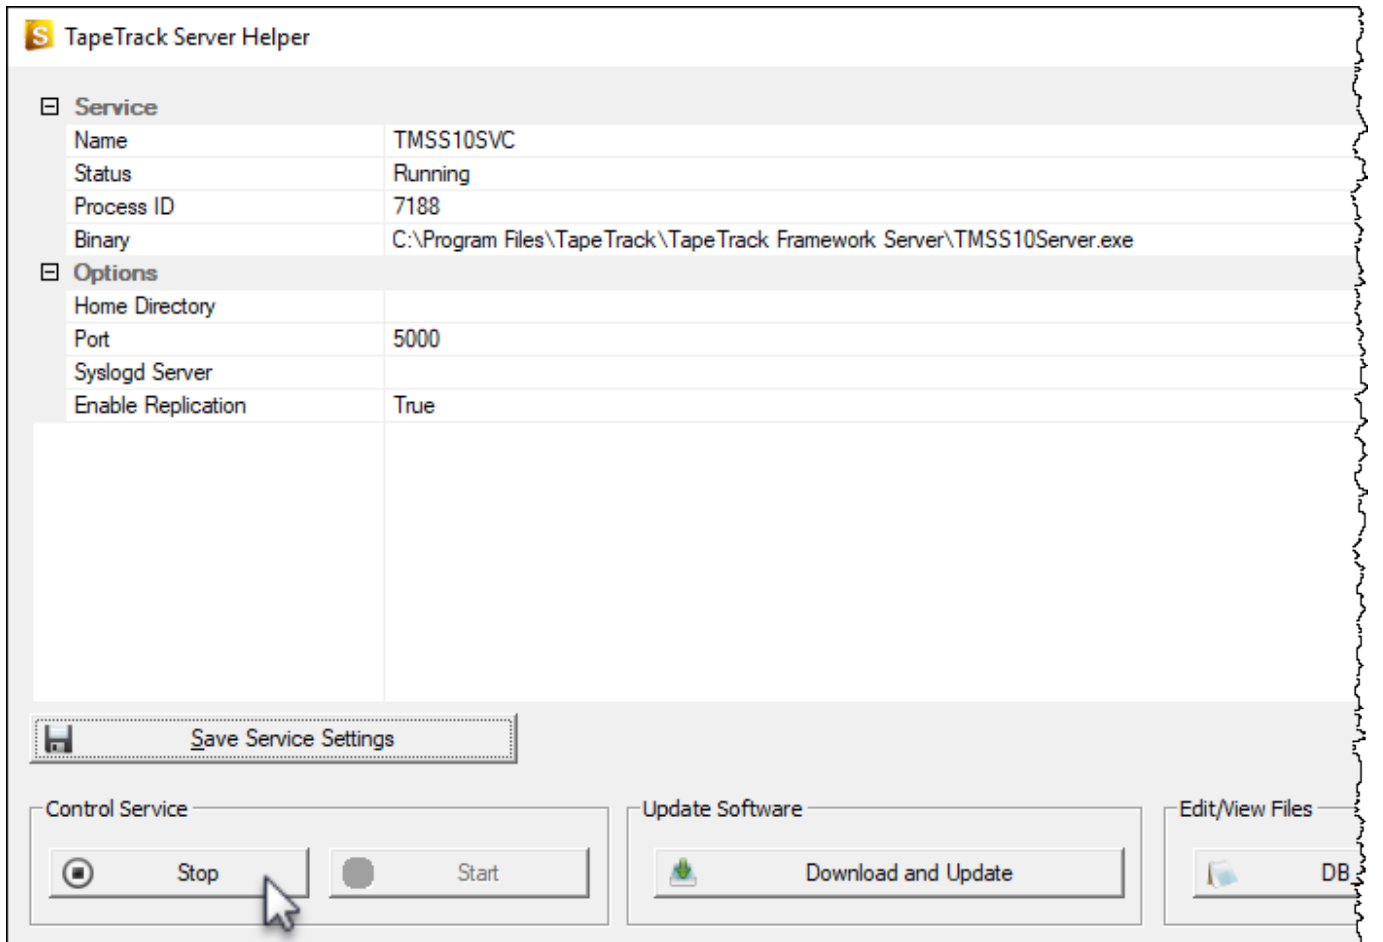 S TapeTrack Server Helper
Service
Name TMSS10SVC
Status Running
Process ID 7188
Binary C:\Program Files\TapeTrack\TapeTrack Framework Server\TMSS10Server.exe
Options
Home Directory
Port 5000
Syslogd Server
Enable Replication True
Save Service Settings
Control Service Update Software Edit/View Files
Stop Start Download and Update DB